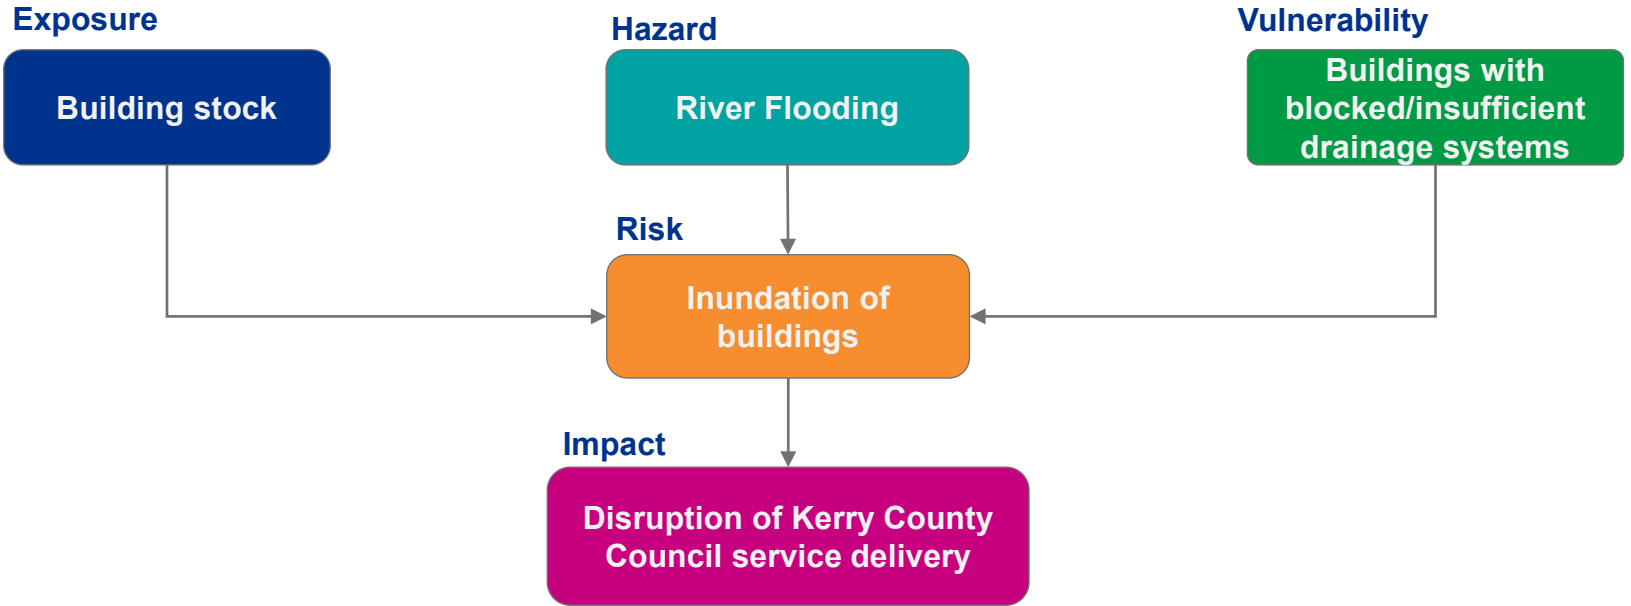 Exposure
Building stock
Hazard
River Flooding
Vulnerability
Buildings with
blocked/insufficient
drainage systems
Risk
Inundation of
buildings
Impact
Disruption of Kerry County
Council service delivery